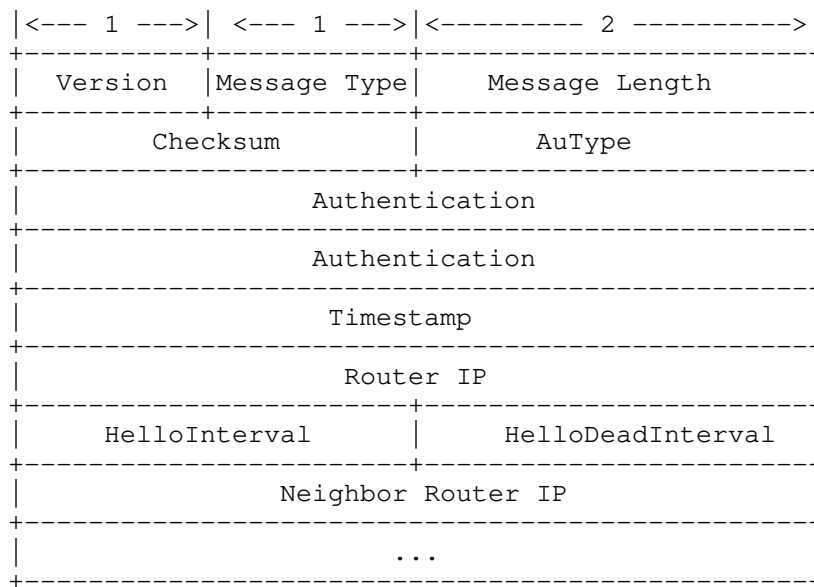 |<--- 1 --->| <--- 1 --->|<--------- 2 ---------->
Version |Message Type| Message Length
Checksum | AuType
Authentication
Authentication
Timestamp
Router IP
HelloInterval | HelloDeadInterval
Neighbor Router IP
...